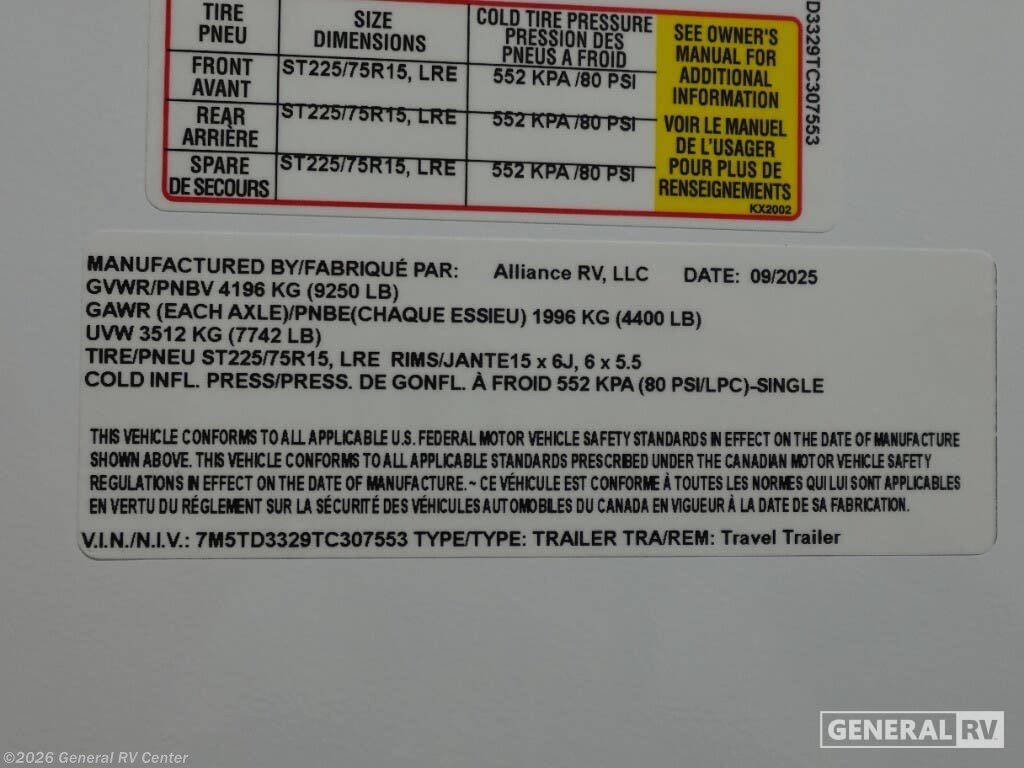 TIRE PNEU SIZE DIMENSIONS COLD TIRE PRESSURE PRESSION DES PNEUS A FROID
FRONT AVANT ST225/75R15, LRE 552 KPA /80 PSI
REAR ARRIÈRE ST225/75R15, LRE 552 KPA /80 PSI
SPARE DE SECOURS ST225/75R15, LRE 552 KPA /80 PSI
SEE OWNER'S
MANUAL FOR
ADDITIONAL
INFORMATION
VOIR LE MANUEL
DE L'USAGER
POUR PLUS DE
RENSEIGNEMENTS
KX2002
D3329TC307553
MANUFACTURED BY/FABRIQUÉ PAR: Alliance RV, LLC DATE: 09/2025
GVWR/PNBV 4196 KG (9250 LB)
GAWR (EACH AXLE)/PNBE(CHAQUE ESSIEU) 1996 KG (4400 LB)
UVW 3512 KG (7742 LB)
TIRE/PNEU ST225/75R15, LRE RIMS/JANTE15 x 6J, 6 x 5.5
COLD INFL. PRESS/PRESS. DE GONFL. À FROID 552 KPA (80 PSI/LPC)-SINGLE
THIS VEHICLE CONFORMS TO ALL APPLICABLE U.S. FEDERAL MOTOR VEHICLE SAFETY STANDARDS IN EFFECT ON THE DATE OF MANUFACTURE
SHOWN ABOVE. THIS VEHICLE CONFORMS TO ALL APPLICABLE STANDARDS PRESCRIBED UNDER THE CANADIAN MOTOR VEHICLE SAFETY
REGULATIONS IN EFFECT ON THE DATE OF MANUFACTURE. ~ CE VÉHICULE EST CONFORME À TOUTES LES NORMES QUI LUI SONT APPLICABLES
EN VERTU DU RÉGLEMENT SUR LA SÉCURITÉ DES VÉHICULES AUTOMOBILES DU CANADA EN VIGUEUR À LA DATE DE SA FABRICATION.
V.I.N./N.I.V.: 7M5TD3329TC307553 TYPE/TYPE: TRAILER TRA/REM: Travel Trailer
GENERAL RV
©2026 General RV Center